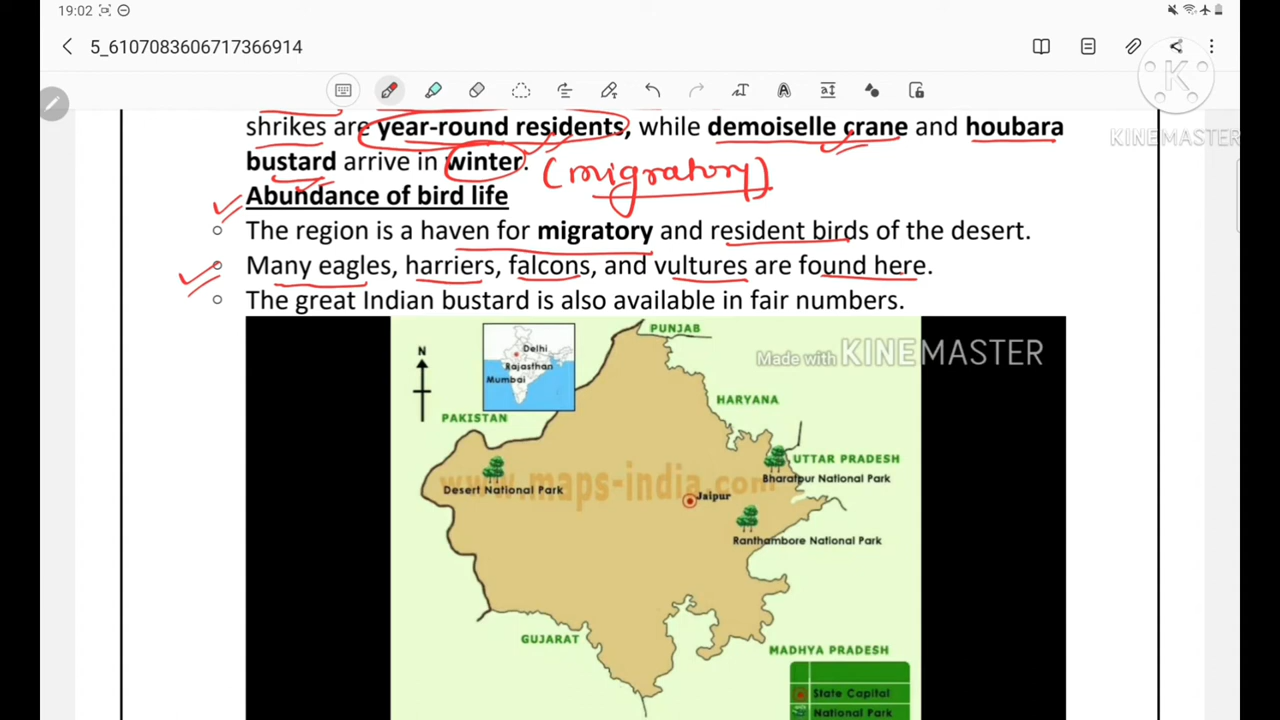 19:02
5_6107083606717366914
KINEMASTER
shrikes are year-round residents, while demoiselle crane and houbara
bustard arrive in winter. (migratory)
Abundance of bird life
The region is a haven for migratory and resident birds of the desert.
Many eagles, harriers, falcons, and vultures are found here.
The great Indian bustard is also available in fair numbers.
Made with KINEMASTER
PUNJAB
N
Delhi
Rajasthan
Mumbai
HARYANA
PAKISTAN
UTTAR PRADESH
www.maps-india.com
Bharatpur National Park
Desert National Park
Jaipur
Ranthambore National Park
GUJARAT
MADHYA PRADESH
State Capital
National Park